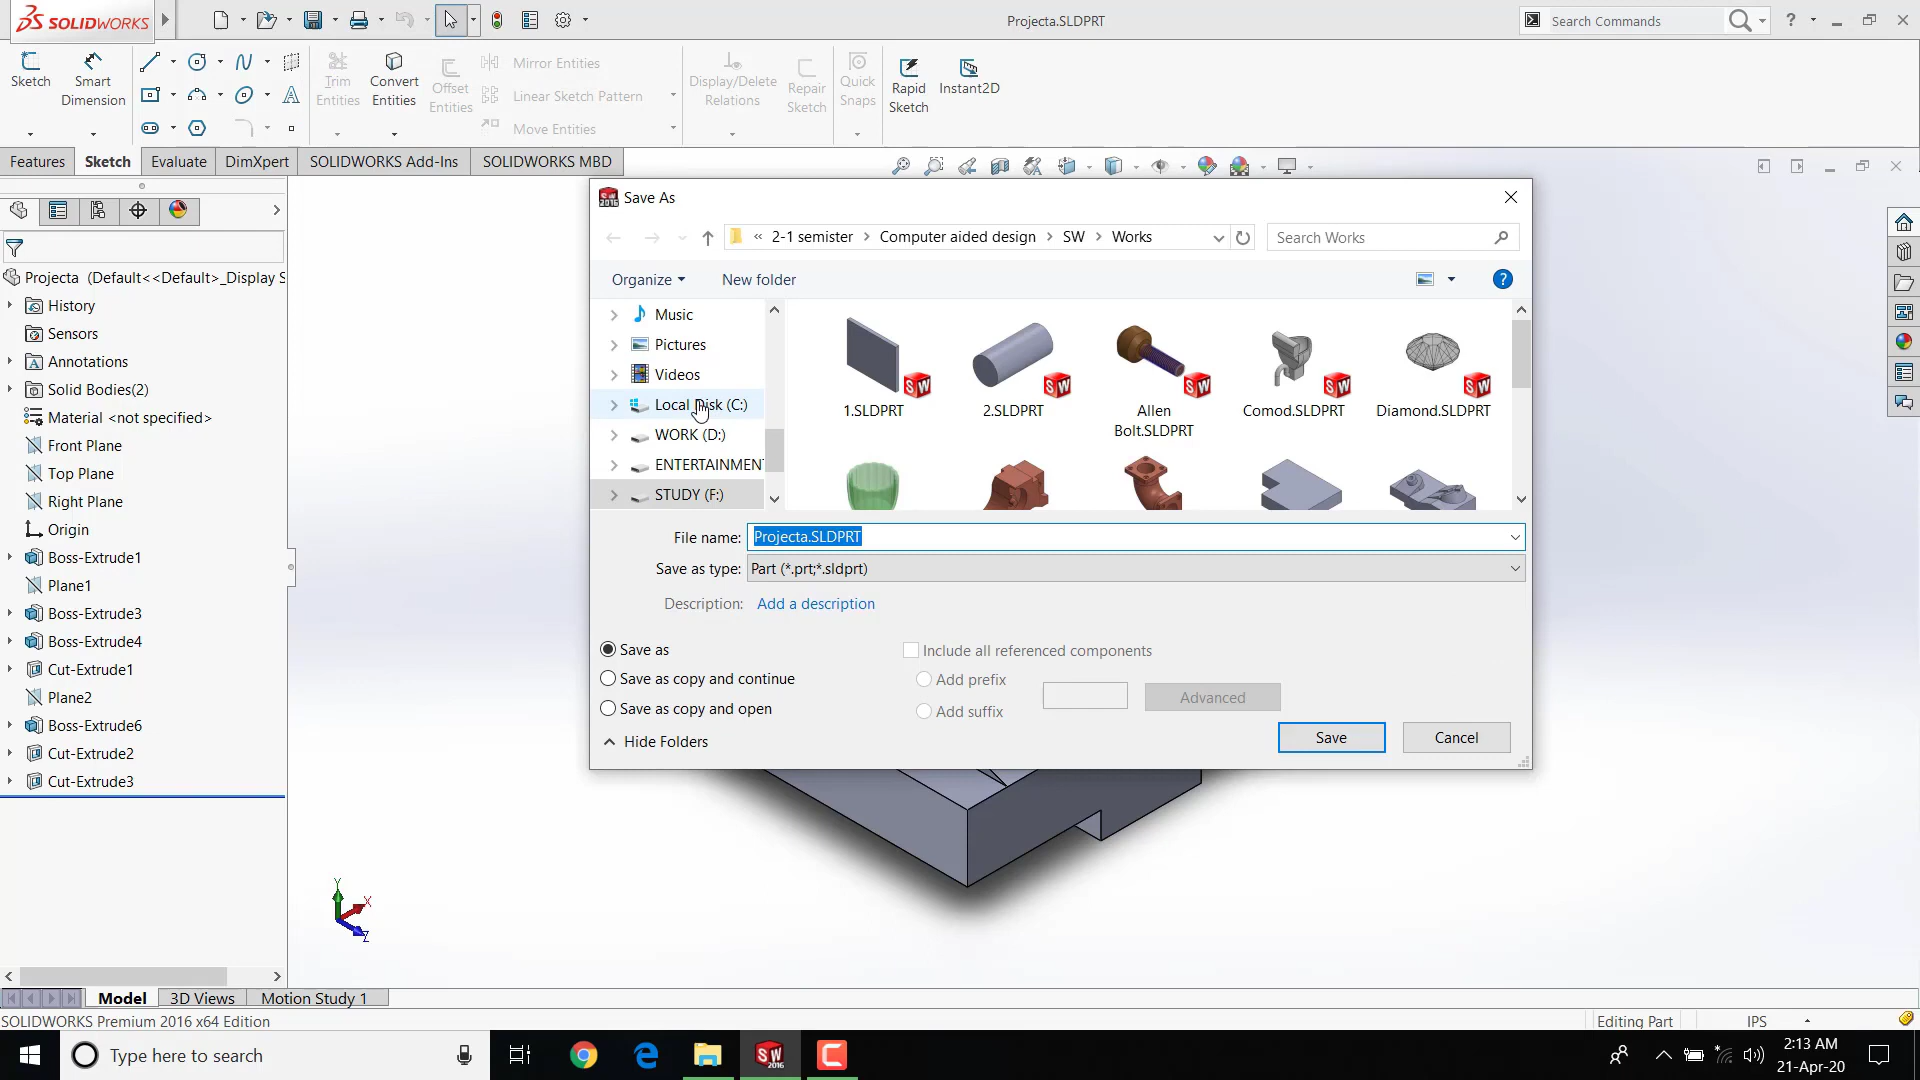 SOLIDWORKS
Projecta.SLDPRT
Search Commands
?
Sketch
Smart Dimension
Trim Entities
Convert Entities
Offset Entities
Mirror Entities
Linear Sketch Pattern
Move Entities
Display/Delete Relations
Repair Sketch
Quick Snaps
Rapid Sketch
Instant2D
Features
Sketch
Evaluate
DimXpert
SOLIDWORKS Add-Ins
SOLIDWORKS MBD
Projecta (Default<<Default>_Display S
History
Sensors
Annotations
Solid Bodies(2)
Material <not specified>
Front Plane
Top Plane
Right Plane
Origin
Boss-Extrude1
Plane1
Boss-Extrude3
Boss-Extrude4
Cut-Extrude1
Plane2
Boss-Extrude6
Cut-Extrude2
Cut-Extrude3
Save As
« 2-1 semister > Computer aided design > SW > Works
Search Works
Organize
New folder
?
Music
Pictures
Videos
Local Disk (C:)
WORK (D:)
ENTERTAINMENT
STUDY (F:)
1.SLDPRT
2.SLDPRT
Allen Bolt.SLDPRT
Comod.SLDPRT
Diamond.SLDPRT
File name: Projecta.SLDPRT
Save as type: Part (*.prt;*.sldprt)
Description: Add a description
Save as
Save as copy and continue
Save as copy and open
Include all referenced components
Add prefix
Add suffix
Advanced
Hide Folders
Save
Cancel
Y
X
Z
Model
3D Views
Motion Study 1
SOLIDWORKS Premium 2016 x64 Edition
Editing Part
IPS
Type here to search
2:13 AM
21-Apr-20